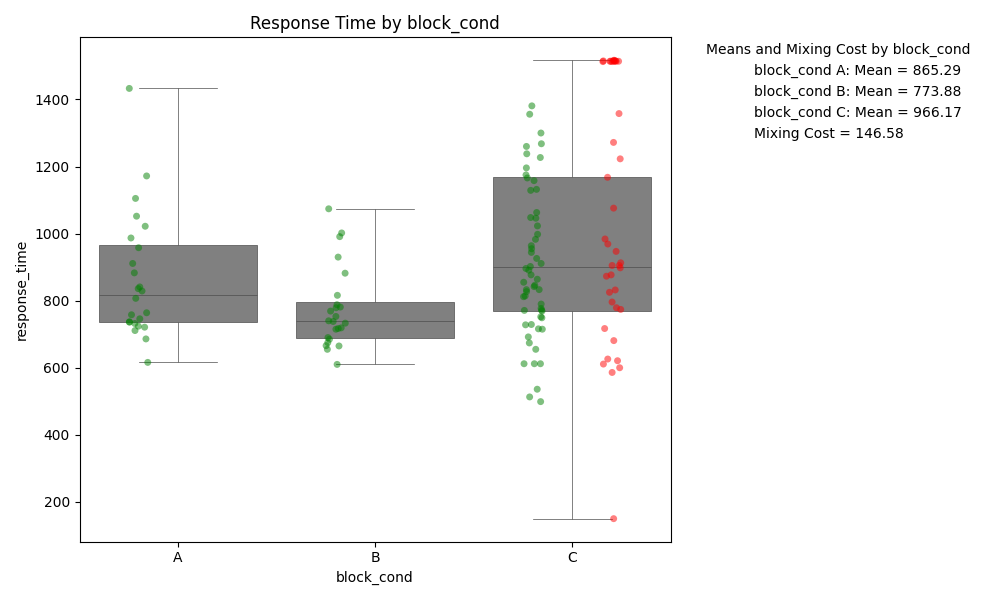 Response Time by block_cond
Means and Mixing Cost by block_cond
block_cond A: Mean = 865.29
block_cond B: Mean = 773.88
block_cond C: Mean = 966.17
Mixing Cost = 146.58
response_time
1400
1200
1000
800
600
400
200
A
B
C
block_cond